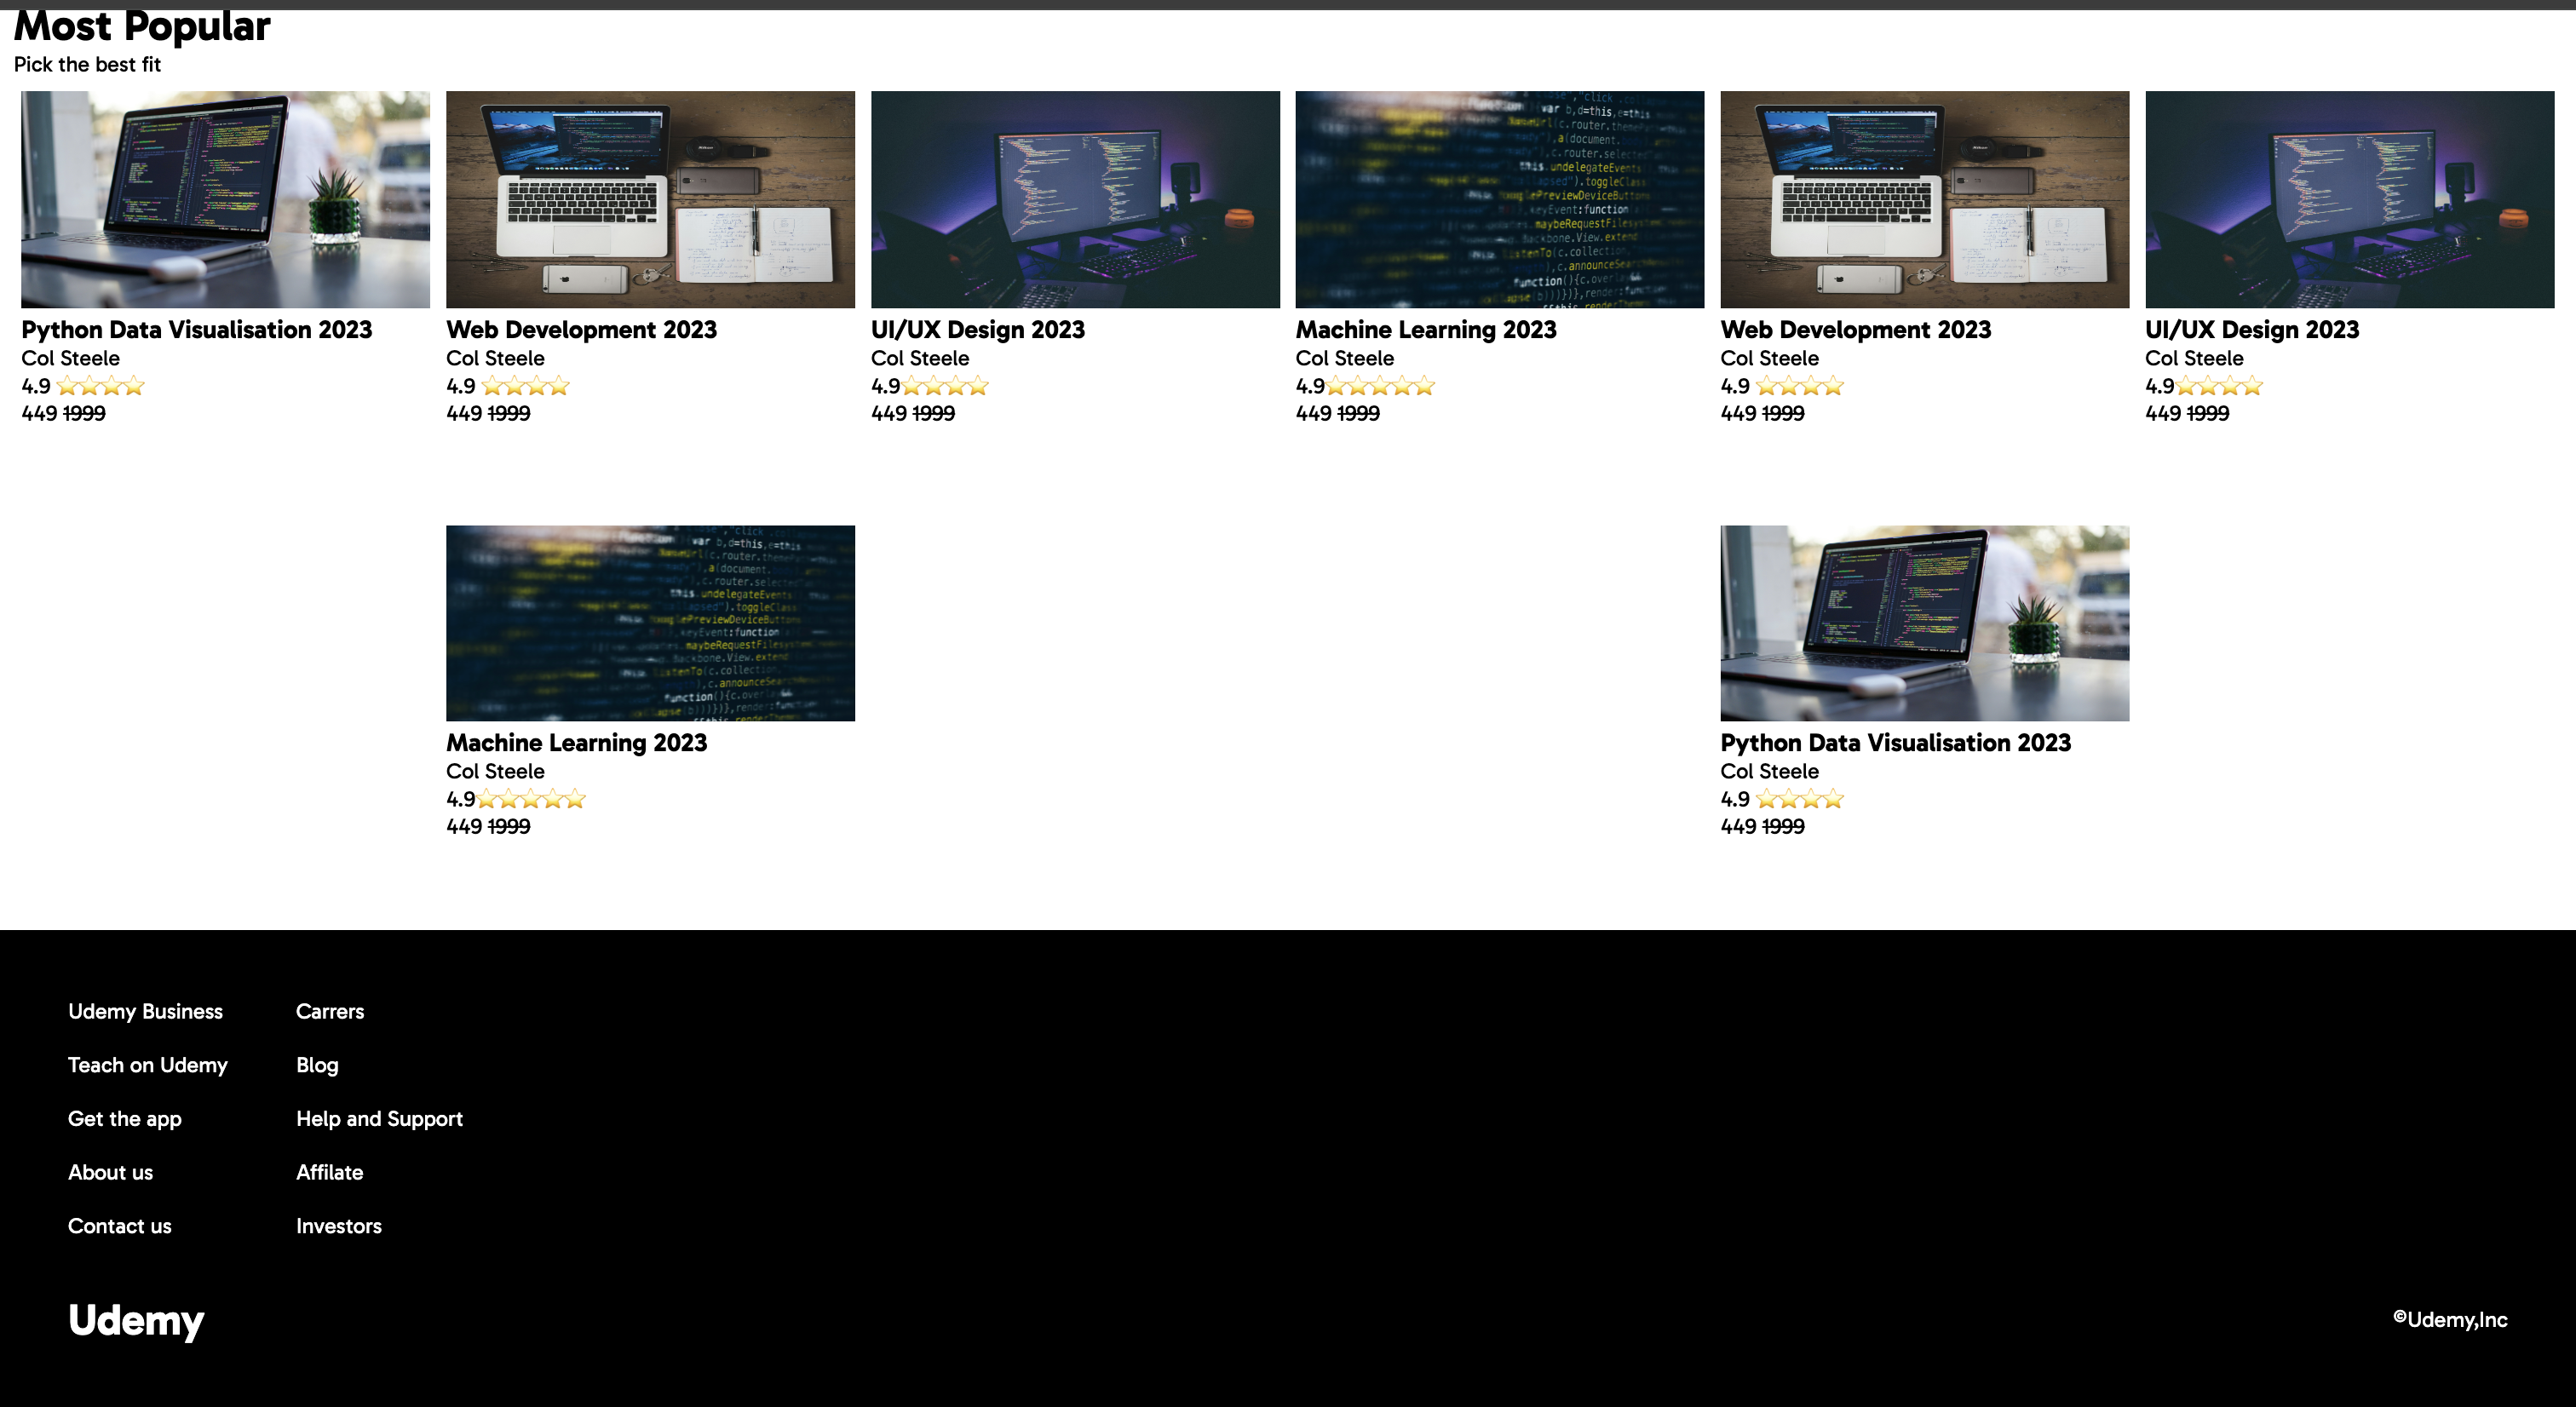 Most Popular
Pick the best fit
Python Data Visualisation 2023
Col Steele
4.9 ⭐⭐⭐⭐
449 1999
Web Development 2023
Col Steele
4.9 ⭐⭐⭐⭐
449 1999
UI/UX Design 2023
Col Steele
4.9⭐⭐⭐⭐
449 1999
Machine Learning 2023
Col Steele
4.9⭐⭐⭐⭐⭐
449 1999
Web Development 2023
Col Steele
4.9 ⭐⭐⭐⭐
449 1999
UI/UX Design 2023
Col Steele
4.9⭐⭐⭐⭐
449 1999
Machine Learning 2023
Col Steele
4.9⭐⭐⭐⭐⭐
449 1999
Python Data Visualisation 2023
Col Steele
4.9 ⭐⭐⭐⭐
449 1999
Udemy Business
Teach on Udemy
Get the app
About us
Contact us
Carrers
Blog
Help and Support
Affilate
Investors
Udemy
©Udemy,Inc